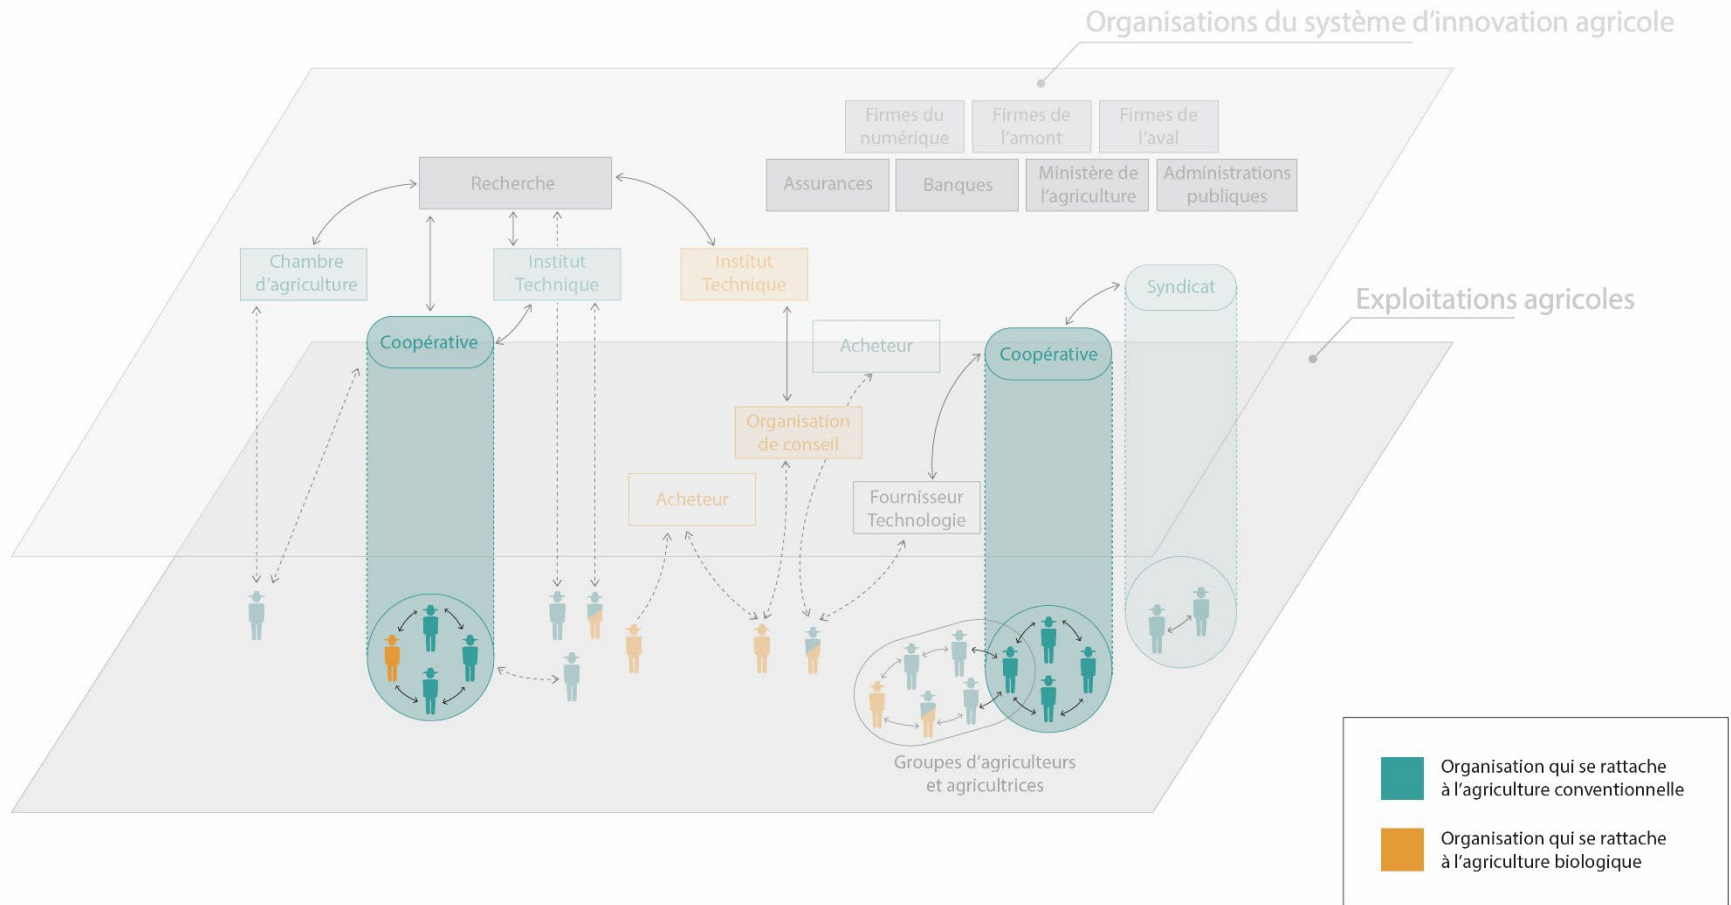 Organisations du système d’innovation agricole
Firmes du
numérique
Firmes de
l’amont
Firmes de
l’aval
Recherche
Assurances
Banques
Ministère de
l’agriculture
Administrations
publiques
Chambre
d’agriculture
Institut
Technique
Institut
Technique
Syndicat
Exploitations agricoles
Coopérative
Acheteur
Coopérative
Organisation
de conseil
Acheteur
Fournisseur
Technologie
Groupes d’agriculteurs
et agricultrices
Organisation qui se rattache
à l’agriculture conventionnelle
Organisation qui se rattache
à l’agriculture biologique